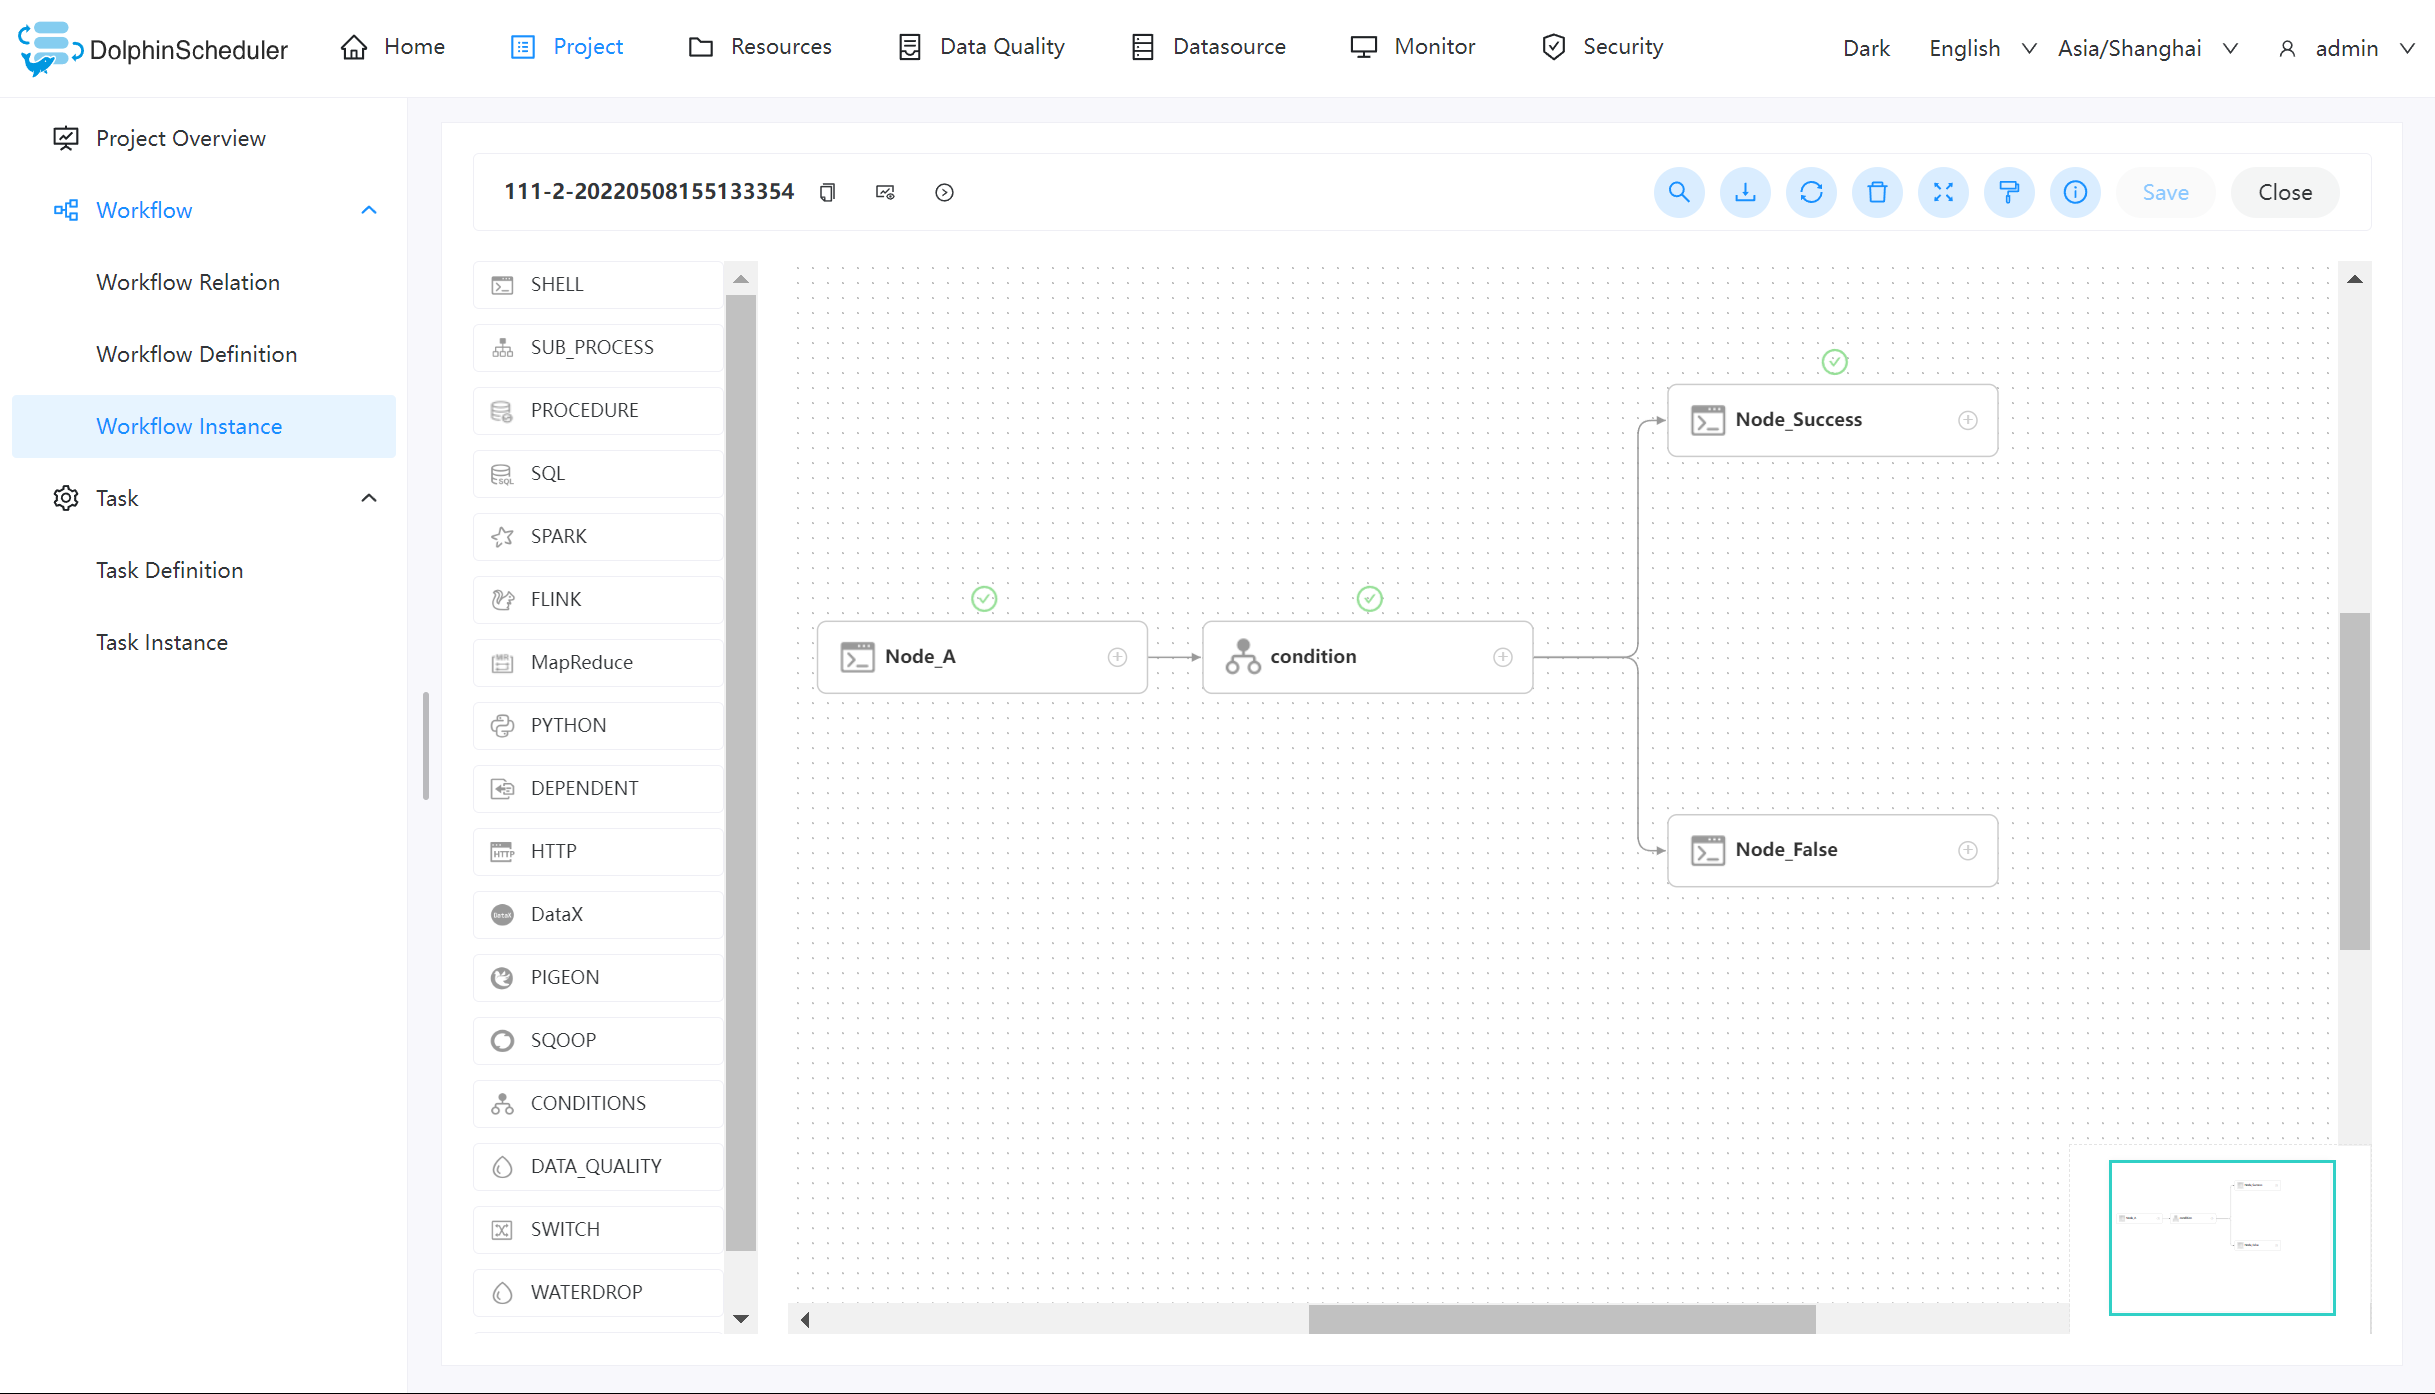 DolphinScheduler
Home
Project
Resources
Data Quality
Datasource
Monitor
Security
Dark
English
Asia/Shanghai
admin
Project Overview
Workflow
Workflow Relation
Workflow Definition
Workflow Instance
Task
Task Definition
Task Instance
111-2-20220508155133354
Save
Close
SHELL
SUB_PROCESS
PROCEDURE
SQL
SPARK
FLINK
MapReduce
PYTHON
DEPENDENT
HTTP
DataX
PIGEON
SQOOP
CONDITIONS
DATA_QUALITY
SWITCH
WATERDROP
Node_Success
Node_A
condition
Node_False